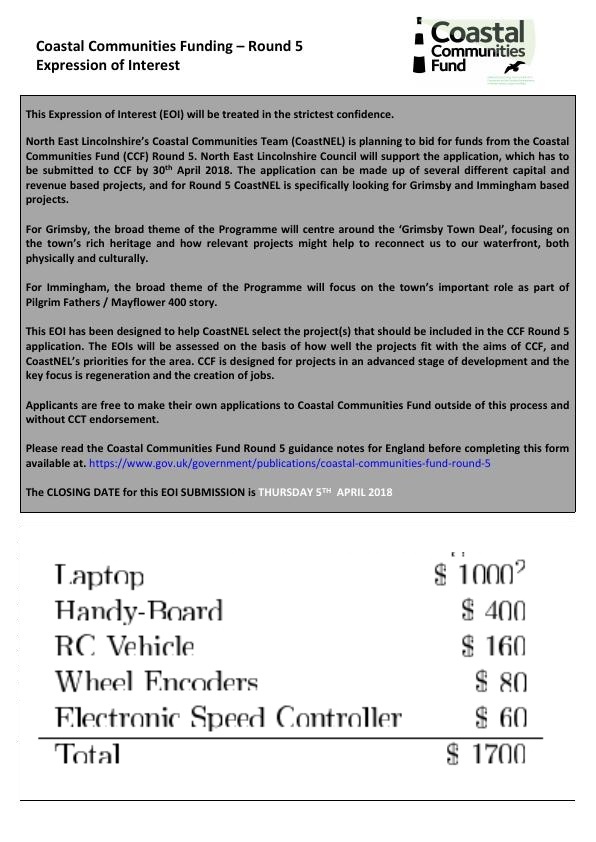 Coastal Communities Funding – Round 5
Expression of Interest
Coastal
Communities
Fund
This Expression of Interest (EOI) will be treated in the strictest confidence.
North East Lincolnshire's Coastal Communities Team (CoastNEL) is planning to bid for funds from the Coastal
Communities Fund (CCF) Round 5. North East Lincolnshire Council will support the application, which has to
be submitted to CCF by 30th April 2018. The application can be made up of several different capital and
revenue based projects, and for Round 5 CoastNEL is specifically looking for Grimsby and Immingham based
projects.
For Grimsby, the broad theme of the Programme will centre around the 'Grimsby Town Deal', focusing on
the town's rich heritage and how relevant projects might help to reconnect us to our waterfront, both
physically and culturally.
For Immingham, the broad theme of the Programme will focus on the town's important role as part of
Pilgrim Fathers / Mayflower 400 story.
This EOI has been designed to help CoastNEL select the project(s) that should be included in the CCF Round 5
application. The EOIs will be assessed on the basis of how well the projects fit with the aims of CCF, and
CoastNEL's priorities for the area. CCF is designed for projects in an advanced stage of development and the
key focus is regeneration and the creation of jobs.
Applicants are free to make their own applications to Coastal Communities Fund outside of this process and
without CCT endorsement.
Please read the Coastal Communities Fund Round 5 guidance notes for England before completing this form
available at. https://www.gov.uk/government/publications/coastal-communities-fund-round-5
The CLOSING DATE for this EOI SUBMISSION is THURSDAY 5TH APRIL 2018
Laptop $ 1000²
Handy-Board $ 400
RC Vehicle $ 160
Wheel Encoders $ 80
Electronic Speed Controller $ 60
Total $ 1700